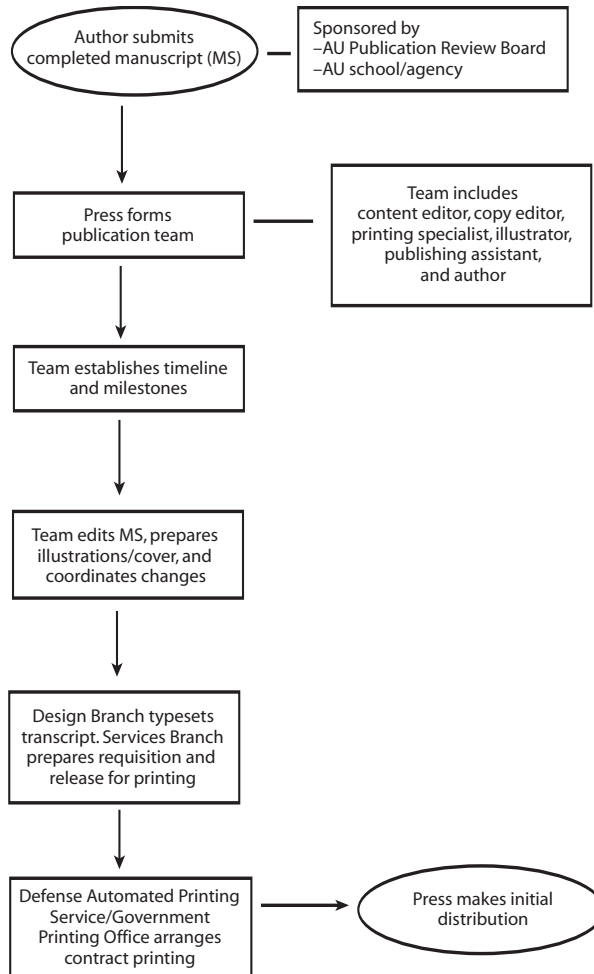 Author submits
completed manuscript (MS)
Sponsored by
–AU Publication Review Board
–AU school/agency
Press forms
publication team
Team includes
content editor, copy editor,
printing specialist, illustrator,
publishing assistant,
and author
Team establishes timeline
and milestones
Team edits MS, prepares
illustrations/cover, and
coordinates changes
Design Branch typesets
transcript. Services Branch
prepares requisition and
release for printing
Defense Automated Printing
Service/Government
Printing Office arranges
contract printing
Press makes initial
distribution